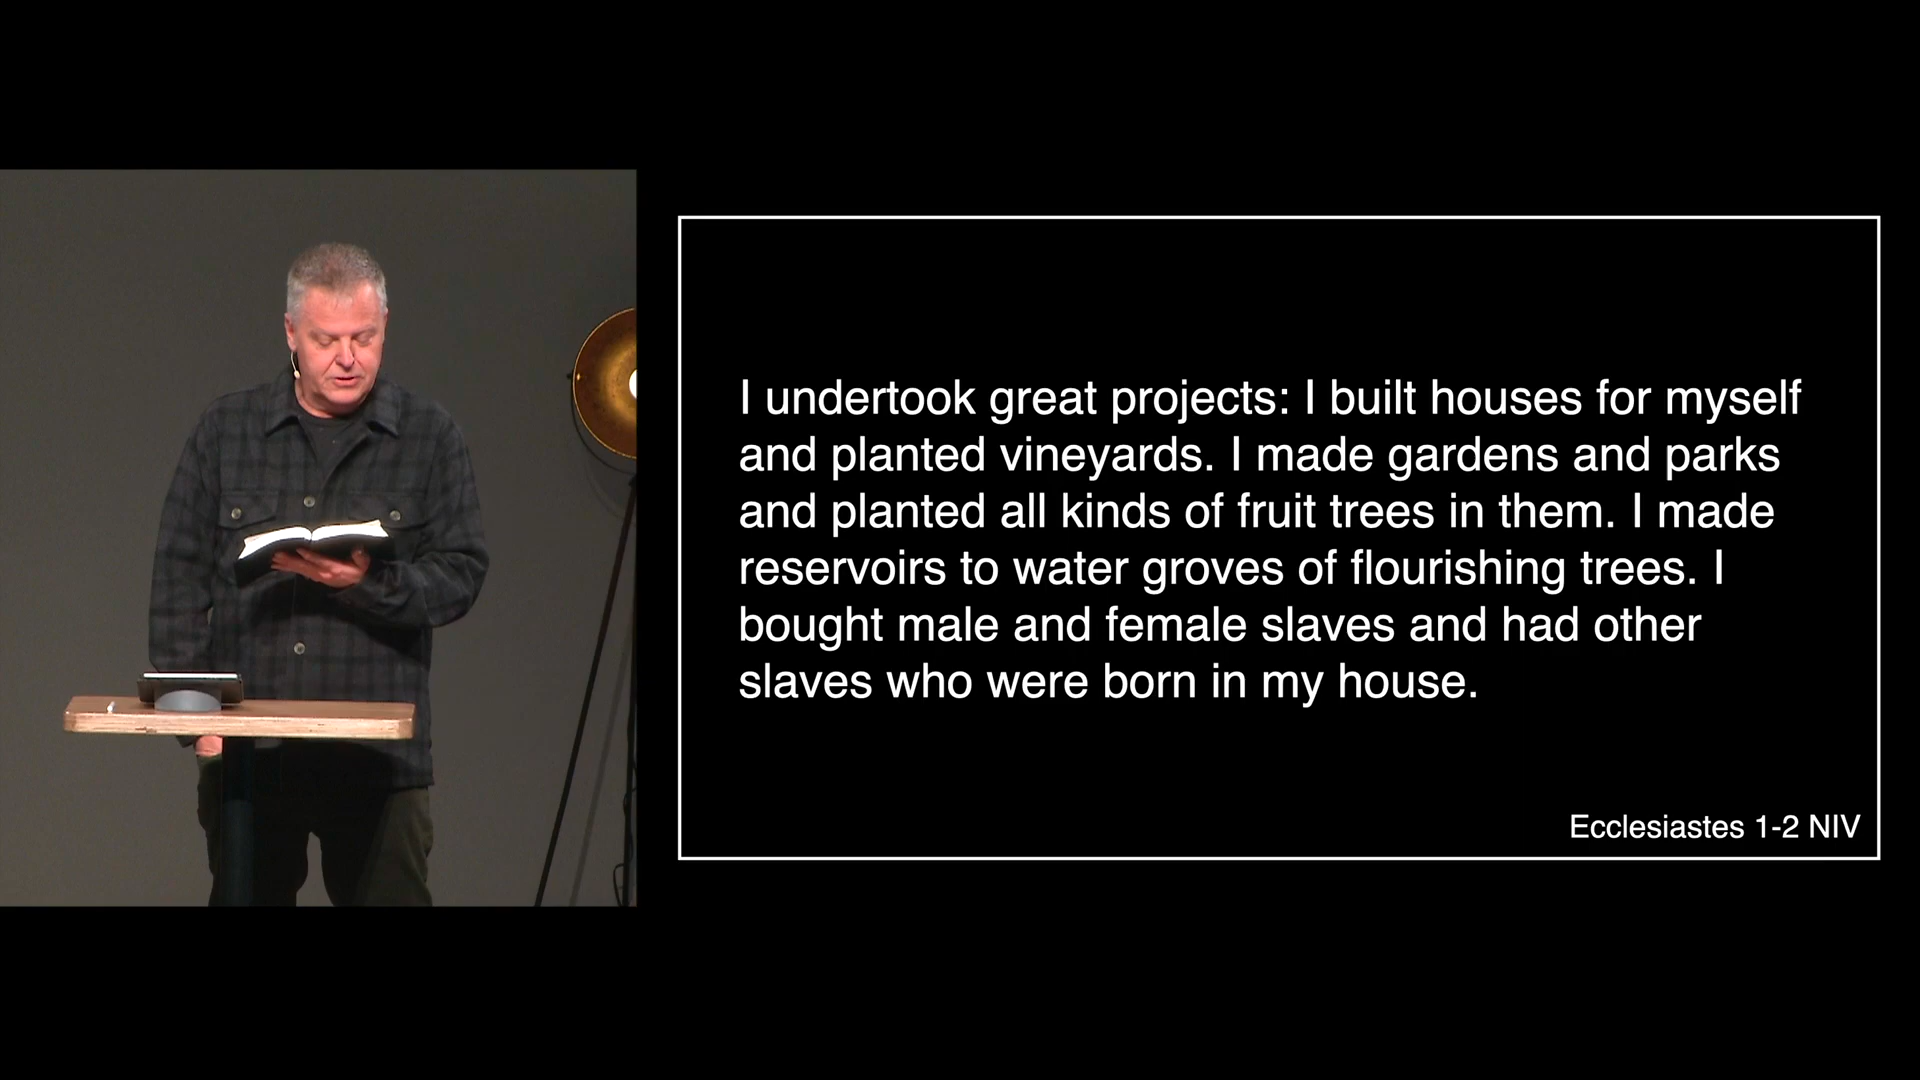 I undertook great projects: I built houses for myself
and planted vineyards. I made gardens and parks
and planted all kinds of fruit trees in them. I made
reservoirs to water groves of flourishing trees. I
bought male and female slaves and had other
slaves who were born in my house.
Ecclesiastes 1-2 NIV